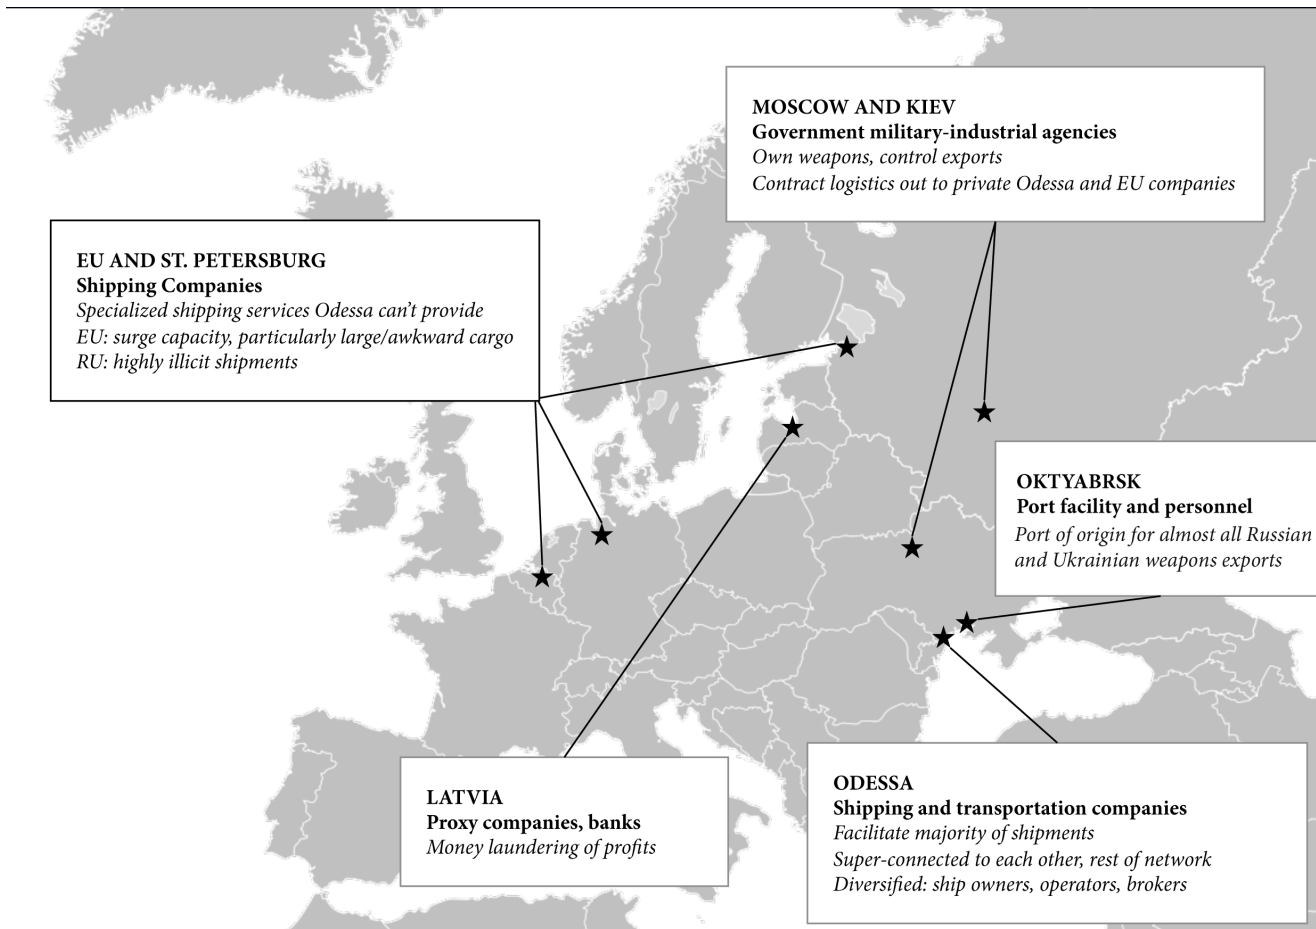 MOSCOW AND KIEV
Government military-industrial agencies
Own weapons, control exports
Contract logistics out to private Odessa and EU companies
EU AND ST. PETERSBURG
Shipping Companies
Specialized shipping services Odessa can’t provide
EU: surge capacity, particularly large/awkward cargo
RU: highly illicit shipments
OKTYABRSK
Port facility and personnel
Port of origin for almost all Russian
and Ukrainian weapons exports
LATVIA
Proxy companies, banks
Money laundering of profits
ODESSA
Shipping and transportation companies
Facilitate majority of shipments
Super-connected to each other, rest of network
Diversified: ship owners, operators, brokers